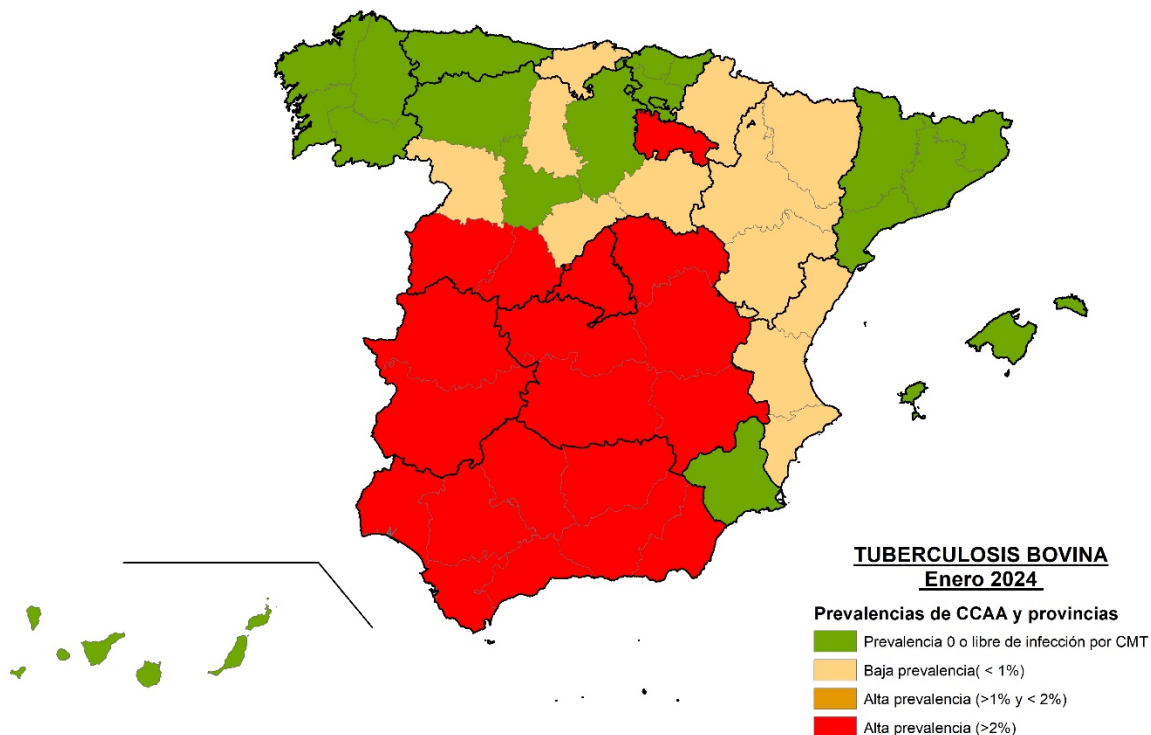 TUBERCULOSIS BOVINA
Enero 2024
Prevalencias de CCAA y provincias
Prevalencia 0 o libre de infección por CMT
Baja prevalencia( < 1%)
Alta prevalencia (>1% y < 2%)
Alta prevalencia (>2%)